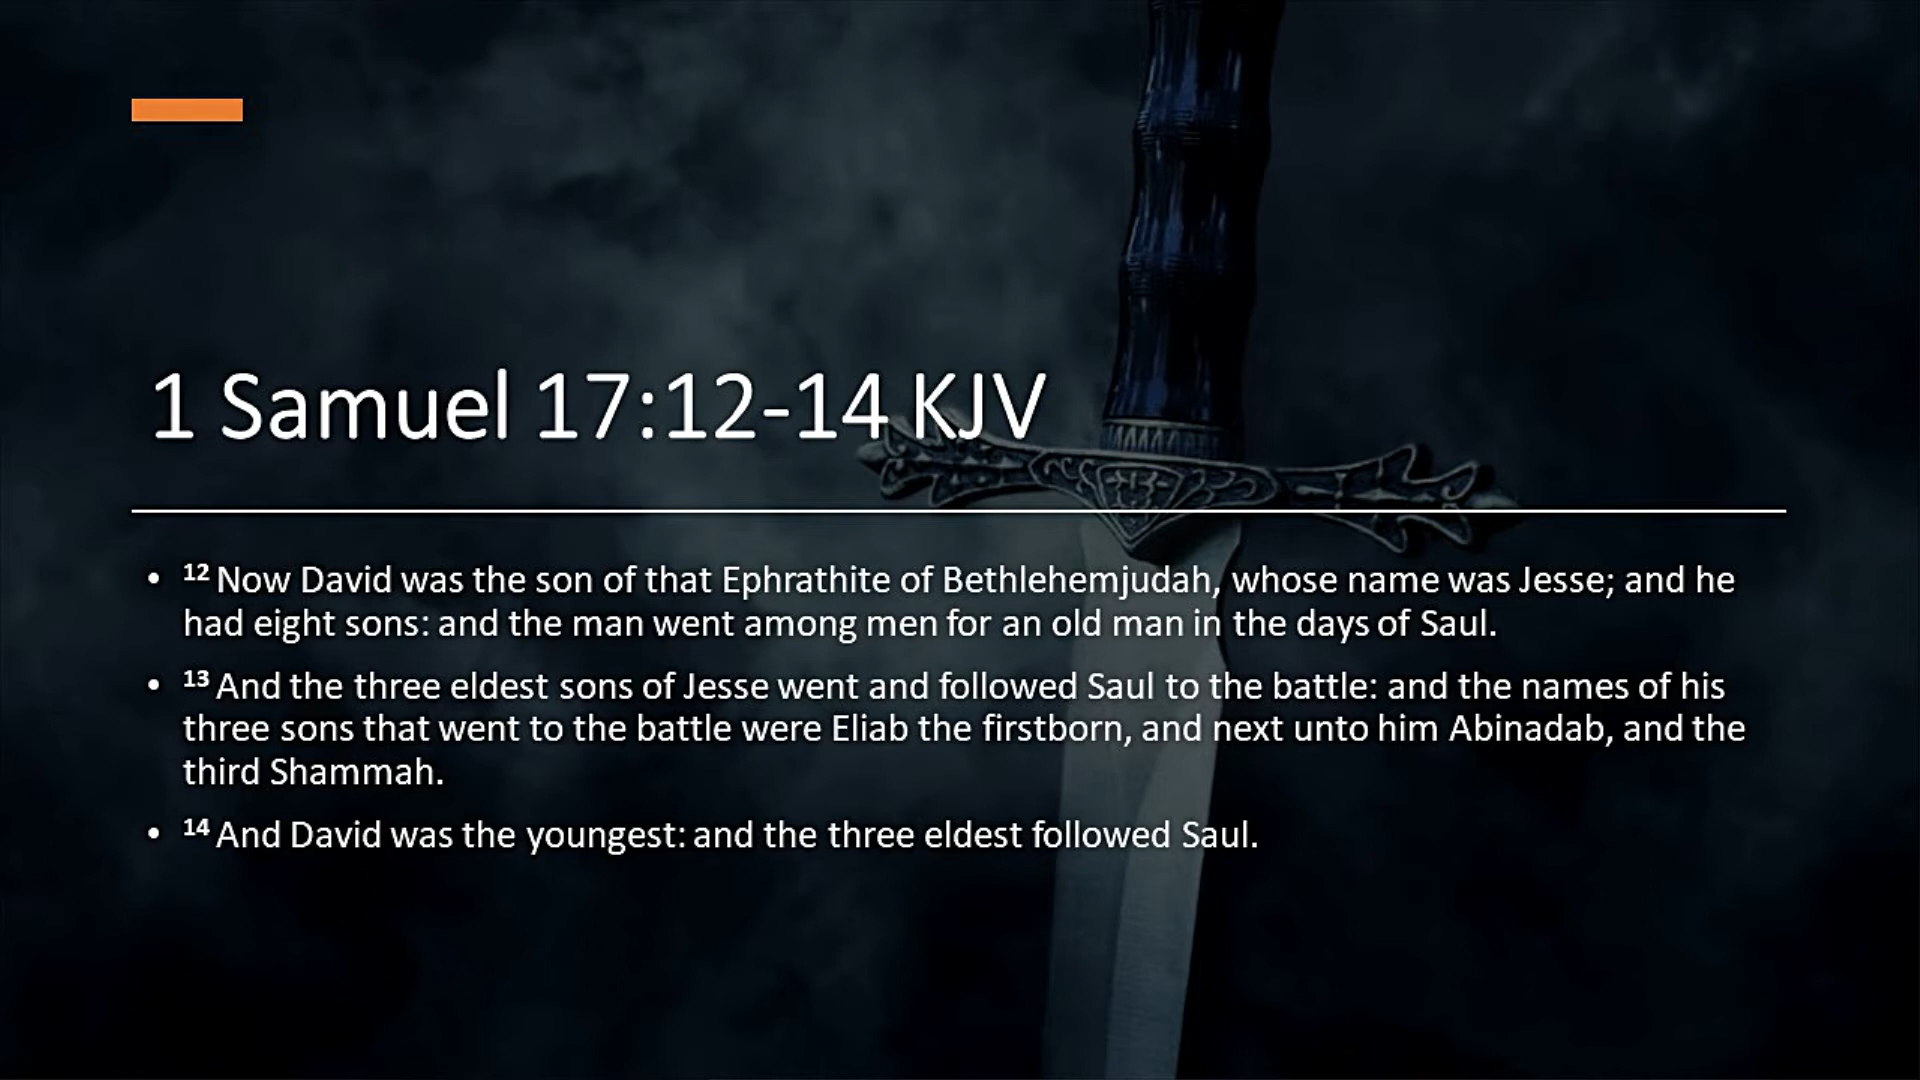 1 Samuel 17:12-14 KJV
• 12 Now David was the son of that Ephrathite of Bethlehemjudah, whose name was Jesse; and he
had eight sons: and the man went among men for an old man in the days of Saul.
• 13 And the three eldest sons of Jesse went and followed Saul to the battle: and the names of his
three sons that went to the battle were Eliab the firstborn, and next unto him Abinadab, and the
third Shammah.
• 14 And David was the youngest: and the three eldest followed Saul.